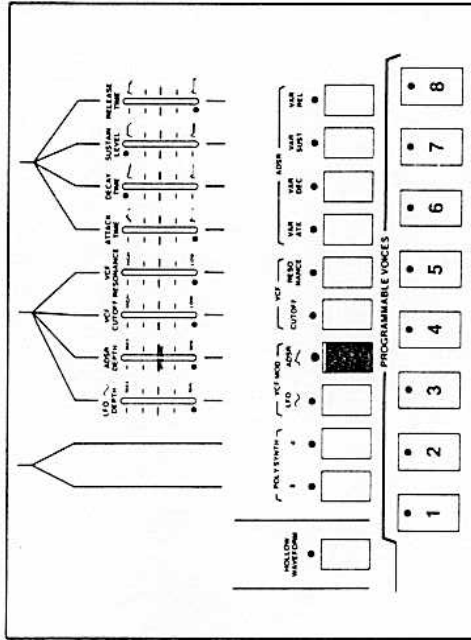 LFO DEPTH
ADSR DEPTH
VCF CUTOFF
VCF RESONANCE
ATTACK TIME
DECAY TIME
SUSTAIN LEVEL
RELEASE TIME
HOLLOW WAVEFORM
POLY SYNTH
VCF MOD
LFO
ADSR
VCF
CUTOFF
RESO NANCE
ADSR
VAR ATK
VAR DEC
VAR SUST
VAR REL
PROGRAMMABLE VOICES
1 2 3 4 5 6 7 8